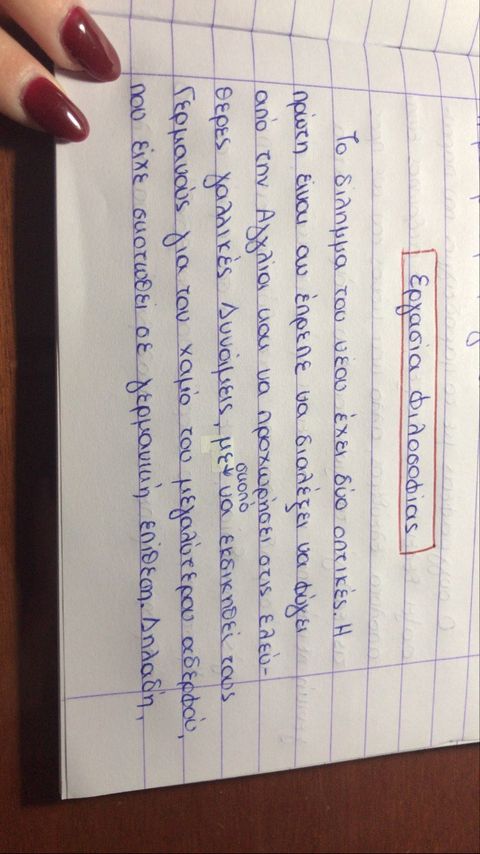 Εργασία Φιλοσοφίας
Το δίλημμα του νέου έχει δύο οπτικές. Η
πρώτη είναι αν έπρεπε να διαλέξει να φύγει
από την Αγγλία και να προχωρήσει στις ελεύ-
θερες γαλλικές Δυνάμεις, με σκοπό να εκδικηθεί τους
Γερμανούς για τον χαμό του μεγαλύτερου αδερφού,
που είχε σκοτωθεί σε γερμανική επίθεση. Δηλαδή,